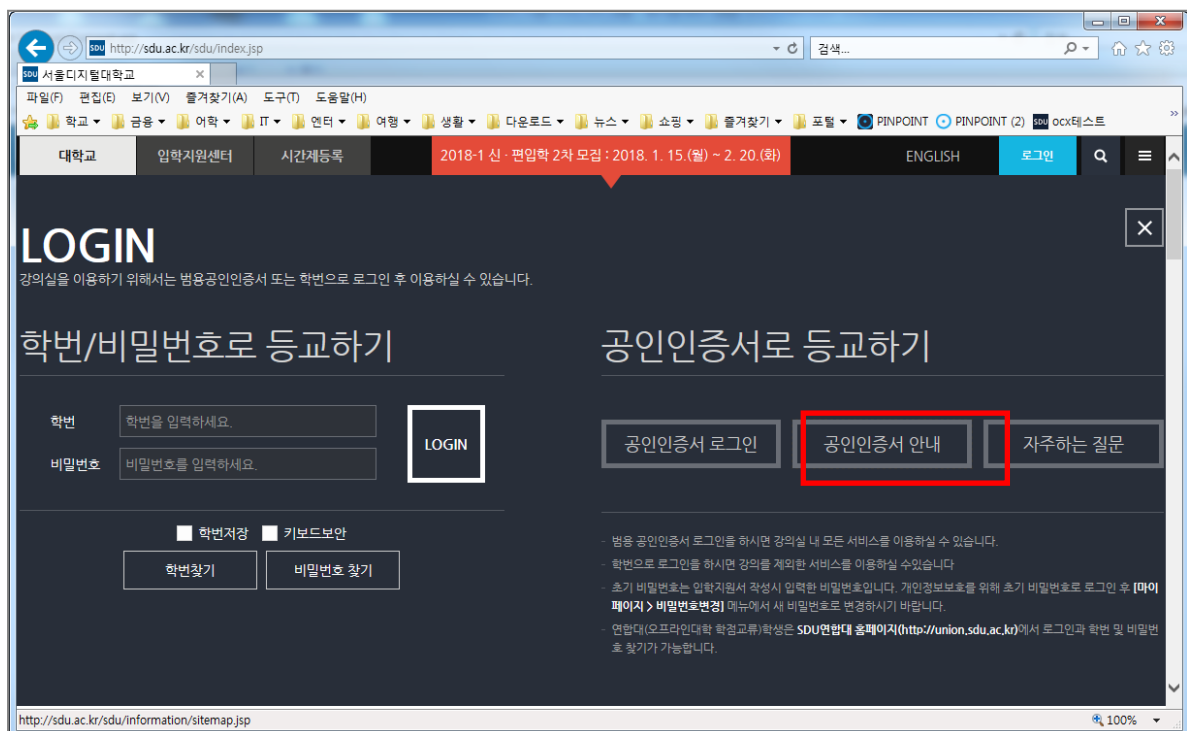 http://sdu.ac.kr/sdu/index.jsp
검색...
SDU 서울디지털대학교
파일(F) 편집(E) 보기(V) 즐겨찾기(A) 도구(T) 도움말(H)
학교 금융 어학 IT 엔터 여행 생활 다운로드 뉴스 쇼핑 즐겨찾기 포털 PINPOINT PINPOINT (2) SDU ocx테스트
대학교 입학지원센터 시간제등록 2018-1 신 · 편입학 2차 모집 : 2018. 1. 15.(월) ~ 2. 20.(화) ENGLISH 로그인
LOGIN
강의실을 이용하기 위해서는 범용공인인증서 또는 학번으로 로그인 후 이용하실 수 있습니다.
학번/비밀번호로 등교하기
학번 학번을 입력하세요.
비밀번호 비밀번호를 입력하세요.
LOGIN
학번저장 키보드보안
학번찾기 비밀번호 찾기
공인인증서로 등교하기
공인인증서 로그인 공인인증서 안내 자주하는 질문
- 범용 공인인증서 로그인을 하시면 강의실 내 모든 서비스를 이용하실 수 있습니다.
- 학번으로 로그인을 하시면 강의를 제외한 서비스를 이용하실 수있습니다
- 초기 비밀번호는 입학지원서 작성시 입력한 비밀번호입니다. 개인정보보호를 위해 초기 비밀번호로 로그인 후 [마이
페이지 > 비밀번호변경] 메뉴에서 새 비밀번호로 변경하시기 바랍니다.
- 연합대(오프라인대학 학점교류)학생은 SDU연합대 홈페이지(http://union.sdu.ac.kr)에서 로그인과 학번 및 비밀번
호 찾기가 가능합니다.
http://sdu.ac.kr/sdu/information/sitemap.jsp
100%